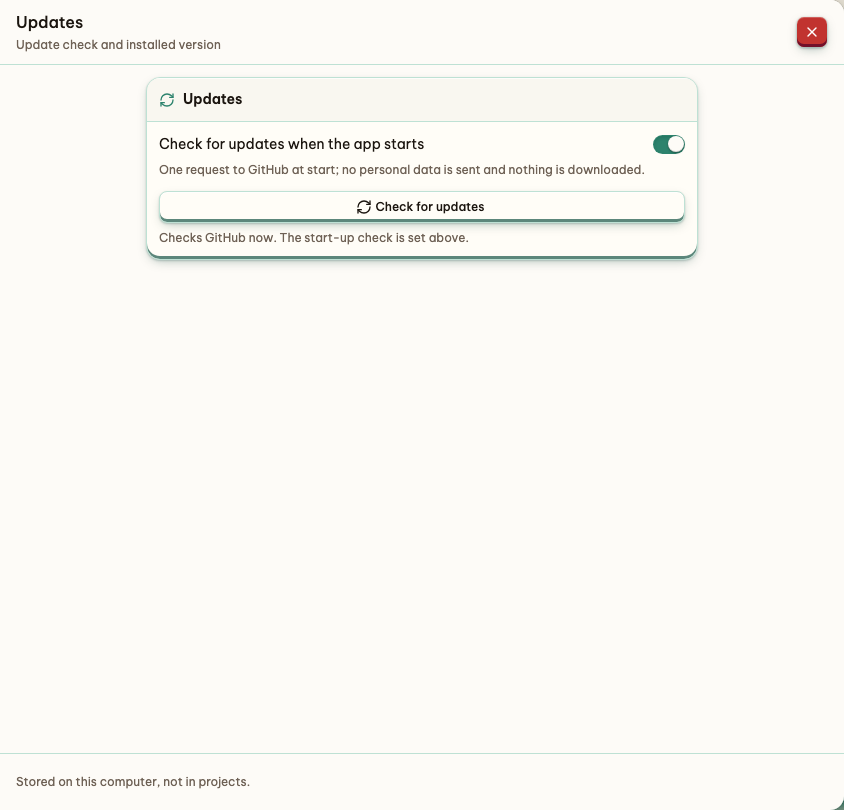 Updates
Update check and installed version
Updates
Check for updates when the app starts
One request to GitHub at start; no personal data is sent and nothing is downloaded.
Check for updates
Checks GitHub now. The start-up check is set above.
Stored on this computer, not in projects.